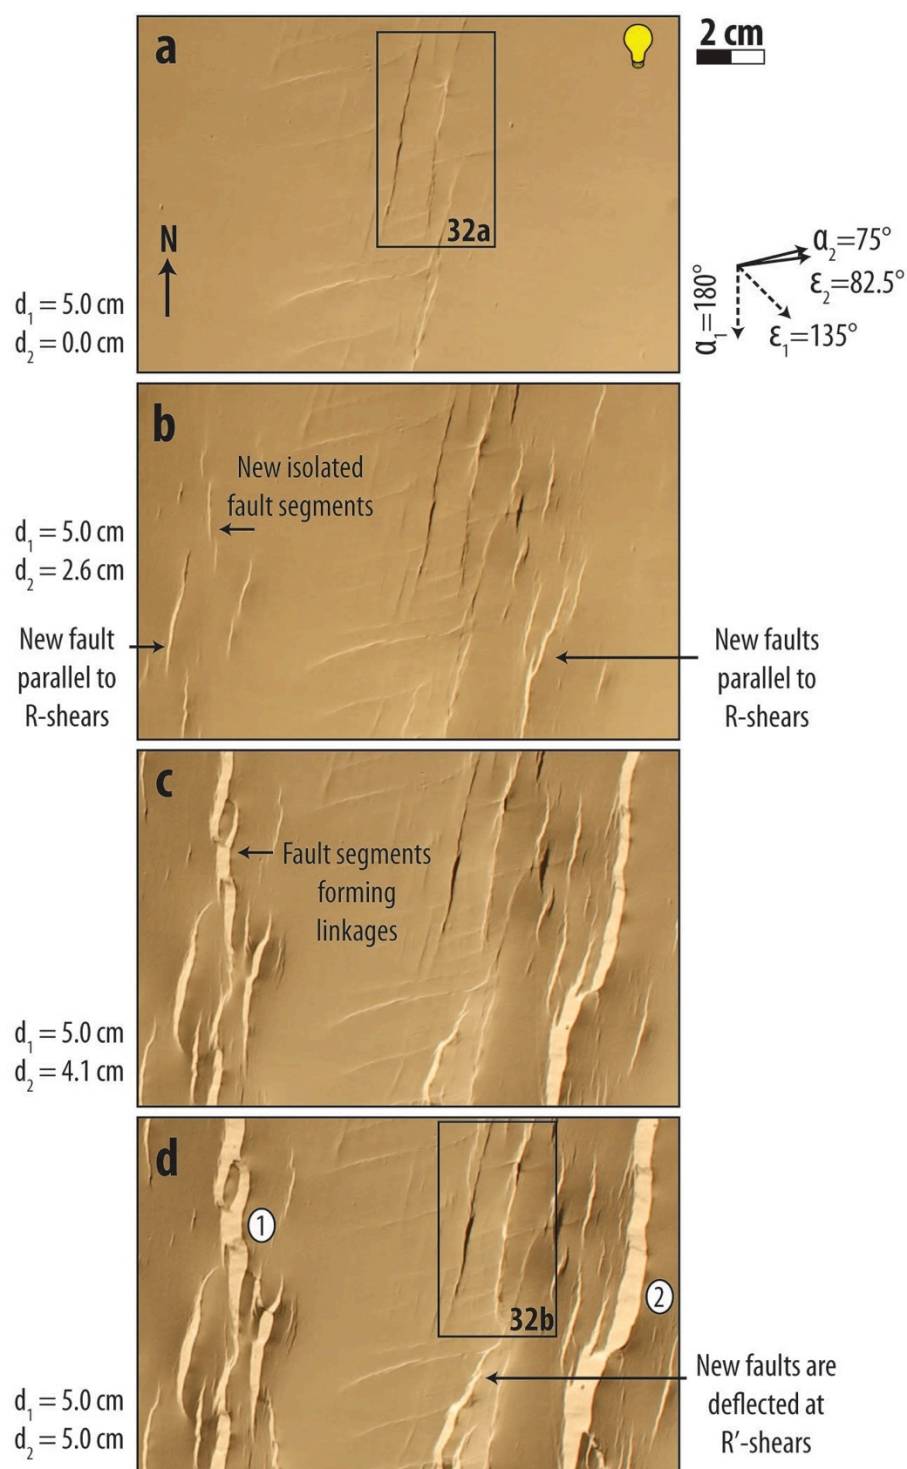 a
2 cm
32a
N
d₁ = 5.0 cm
d₂ = 0.0 cm
α₂=75°
ε₂=82.5°
α₁=180°
ε₁=135°
b
New isolated
fault segments
d₁ = 5.0 cm
d₂ = 2.6 cm
New fault
parallel to
R-shears
New faults
parallel to
R-shears
c
Fault segments
forming
linkages
d₁ = 5.0 cm
d₂ = 4.1 cm
d
1
2
32b
New faults are
deflected at
R'-shears
d₁ = 5.0 cm
d₂ = 5.0 cm